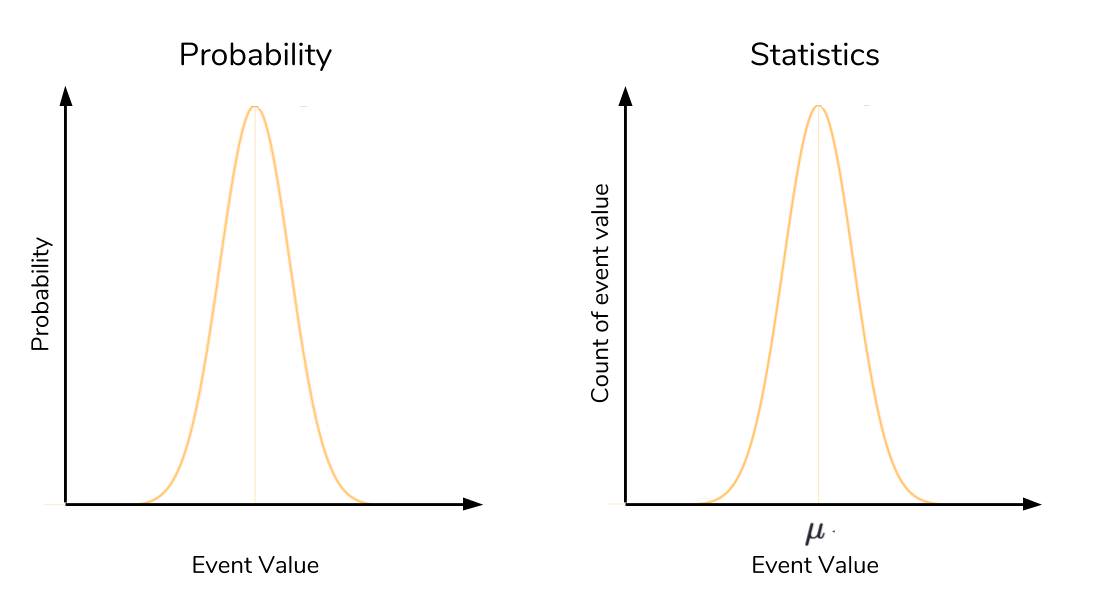 Probability
Probability
Event Value
Statistics
Count of event value
μ
Event Value